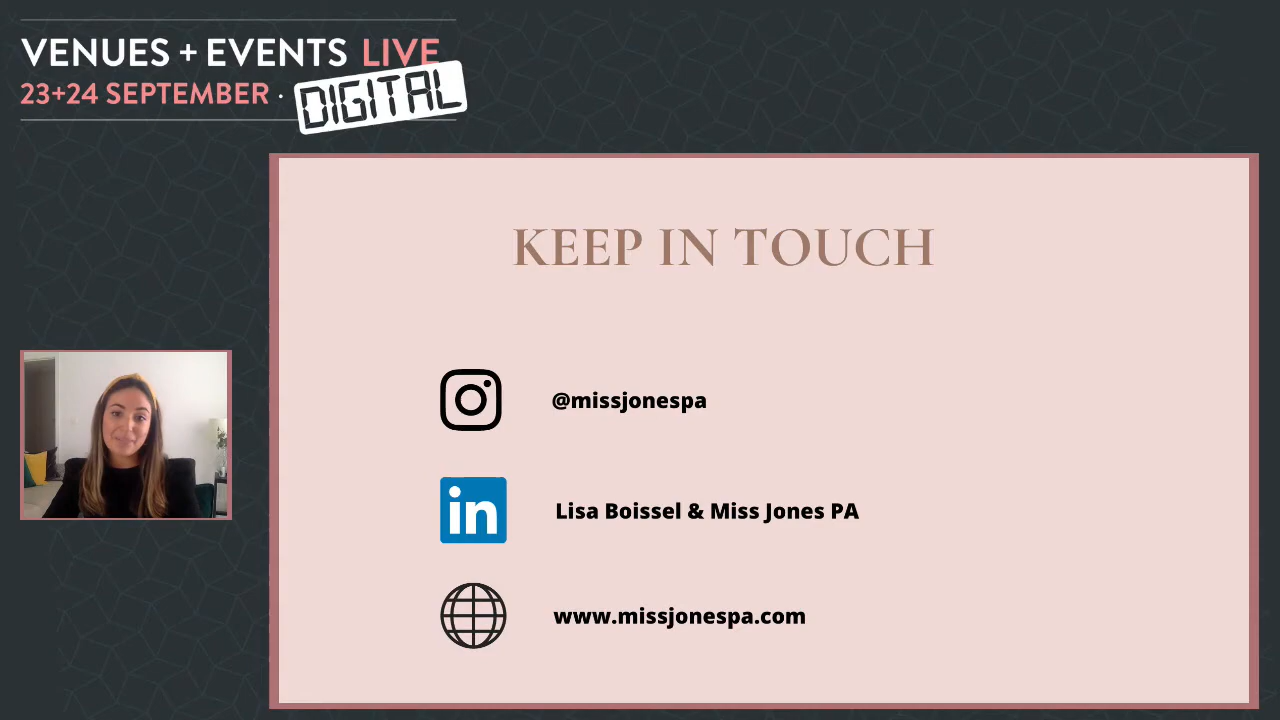 VENUES + EVENTS LIVE
23+24 SEPTEMBER · DIGITAL
KEEP IN TOUCH
@missjonespa
in Lisa Boissel & Miss Jones PA
www.missjonespa.com